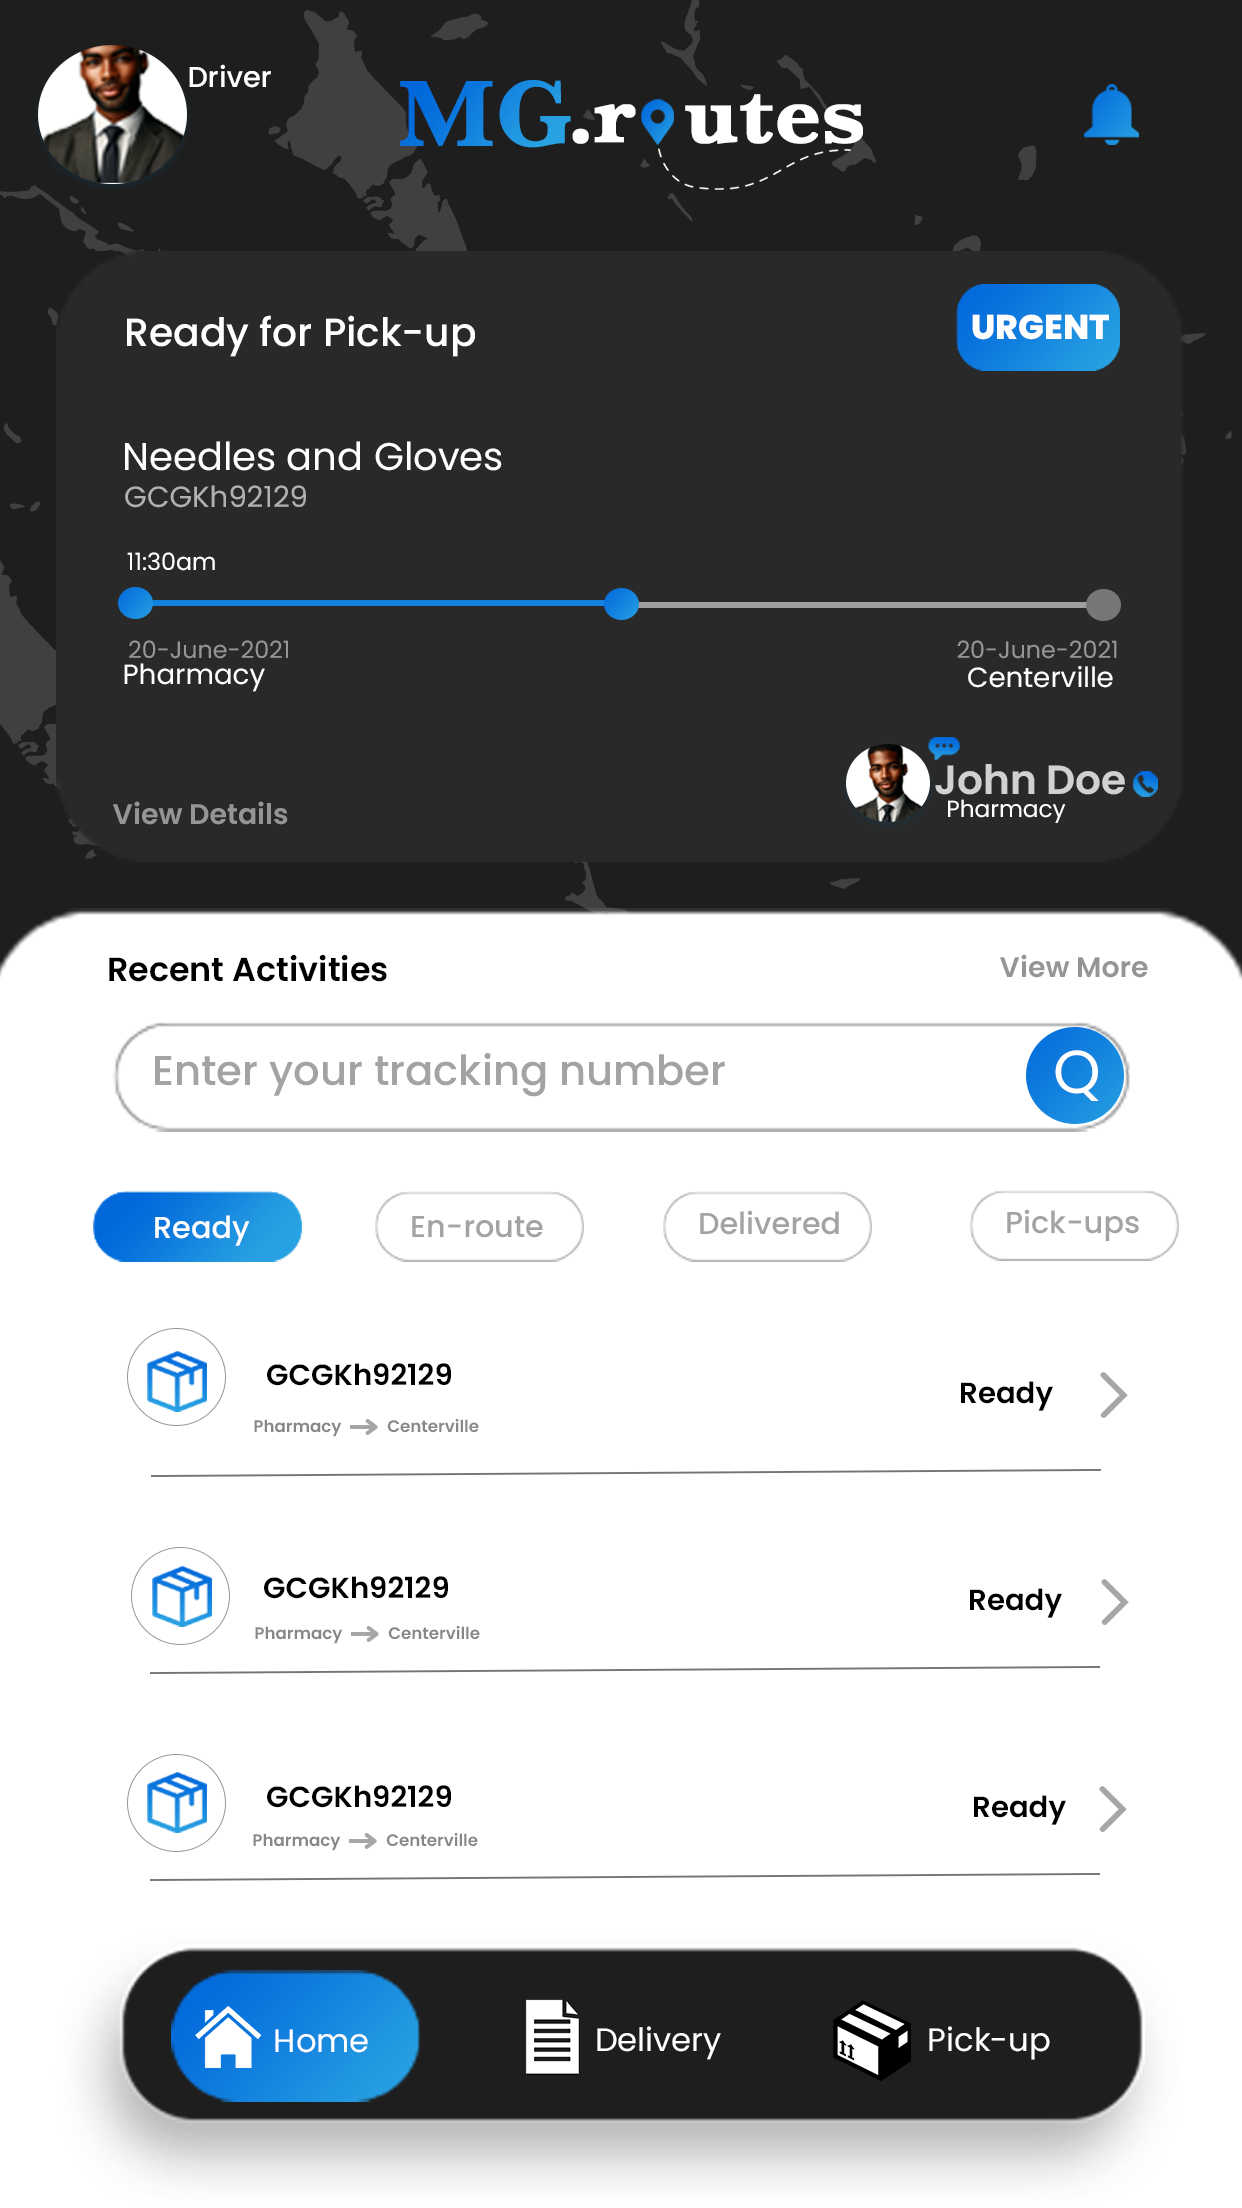 Driver
MG.routes
Ready for Pick-up
URGENT
Needles and Gloves
GCGKh92129
11:30am
20-June-2021
Pharmacy
20-June-2021
Centerville
John Doe
Pharmacy
View Details
Recent Activities
View More
Enter your tracking number
Q
Ready
En-route
Delivered
Pick-ups
GCGKh92129
Pharmacy → Centerville
Ready
GCGKh92129
Pharmacy → Centerville
Ready
GCGKh92129
Pharmacy → Centerville
Ready
Home
Delivery
Pick-up